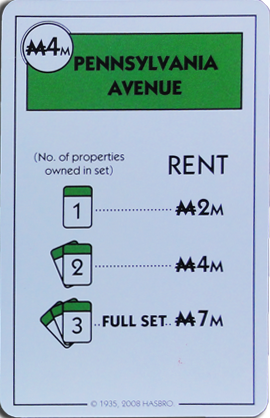 ₩4M
PENNSYLVANIA
AVENUE
(No. of properties
owned in set)
RENT
1 ............... ₩2M
2 ............... ₩4M
3 .. FULL SET .. ₩7M
© 1935, 2008 HASBRO.